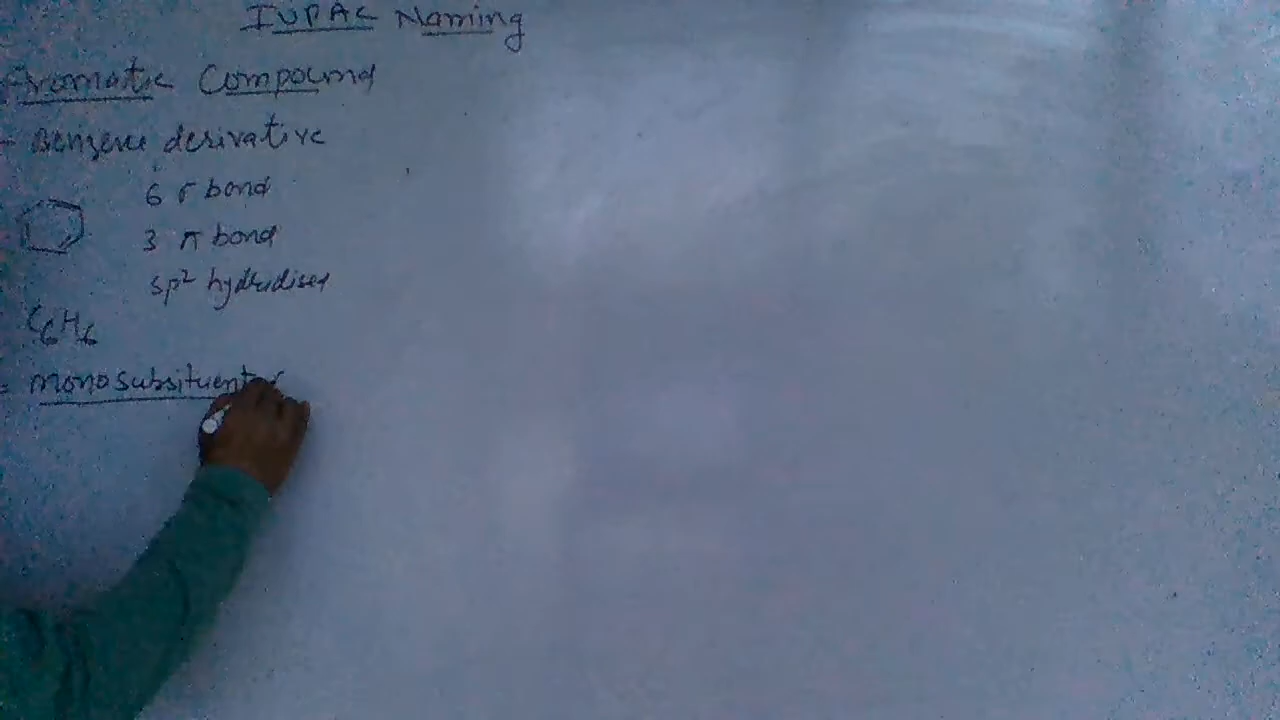 IUPAC Naming
Aromatic Compound
- Benzene derivative
6 σ bond
3 π bond
sp² hydridised
C₆H₆
monosubsituent